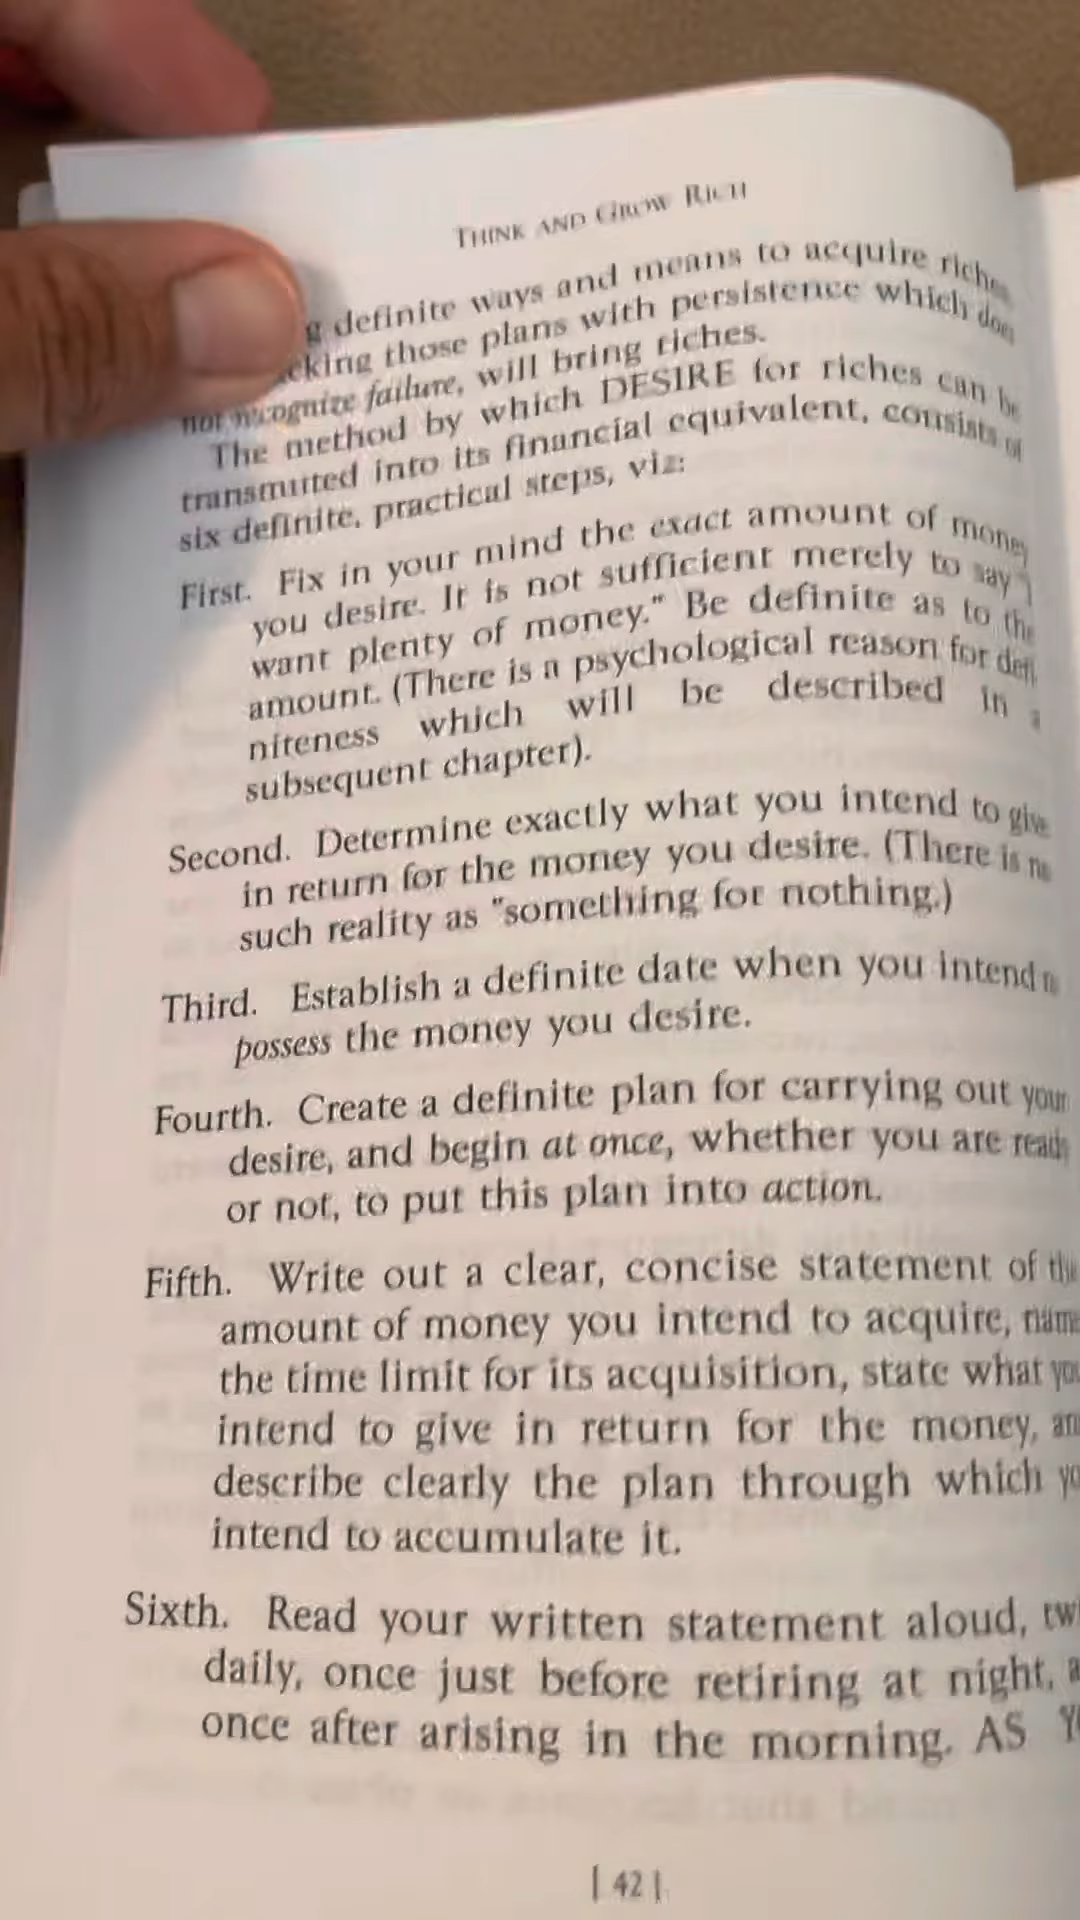 THINK AND GROW RICH
definite ways and means to acquire riches
those plans with persistence which does
not recognize failure, will bring riches.
The method by which DESIRE for riches can be
transmuted into its financial equivalent, consists of
six definite, practical steps, viz:
First. Fix in your mind the exact amount of money
you desire. It is not sufficient merely to say "I
want plenty of money." Be definite as to the
amount. (There is a psychological reason for defi
niteness which will be described in a
subsequent chapter).
Second. Determine exactly what you intend to give
in return for the money you desire. (There is no
such reality as "something for nothing.)
Third. Establish a definite date when you intend to
possess the money you desire.
Fourth. Create a definite plan for carrying out your
desire, and begin at once, whether you are ready
or not, to put this plan into action.
Fifth. Write out a clear, concise statement of the
amount of money you intend to acquire, name
the time limit for its acquisition, state what you
intend to give in return for the money,
describe clearly the plan through which
intend to accumulate it.
Sixth. Read your written statement aloud,
daily, once just before retiring at night,
once after arising in the morning. AS
| 42 |